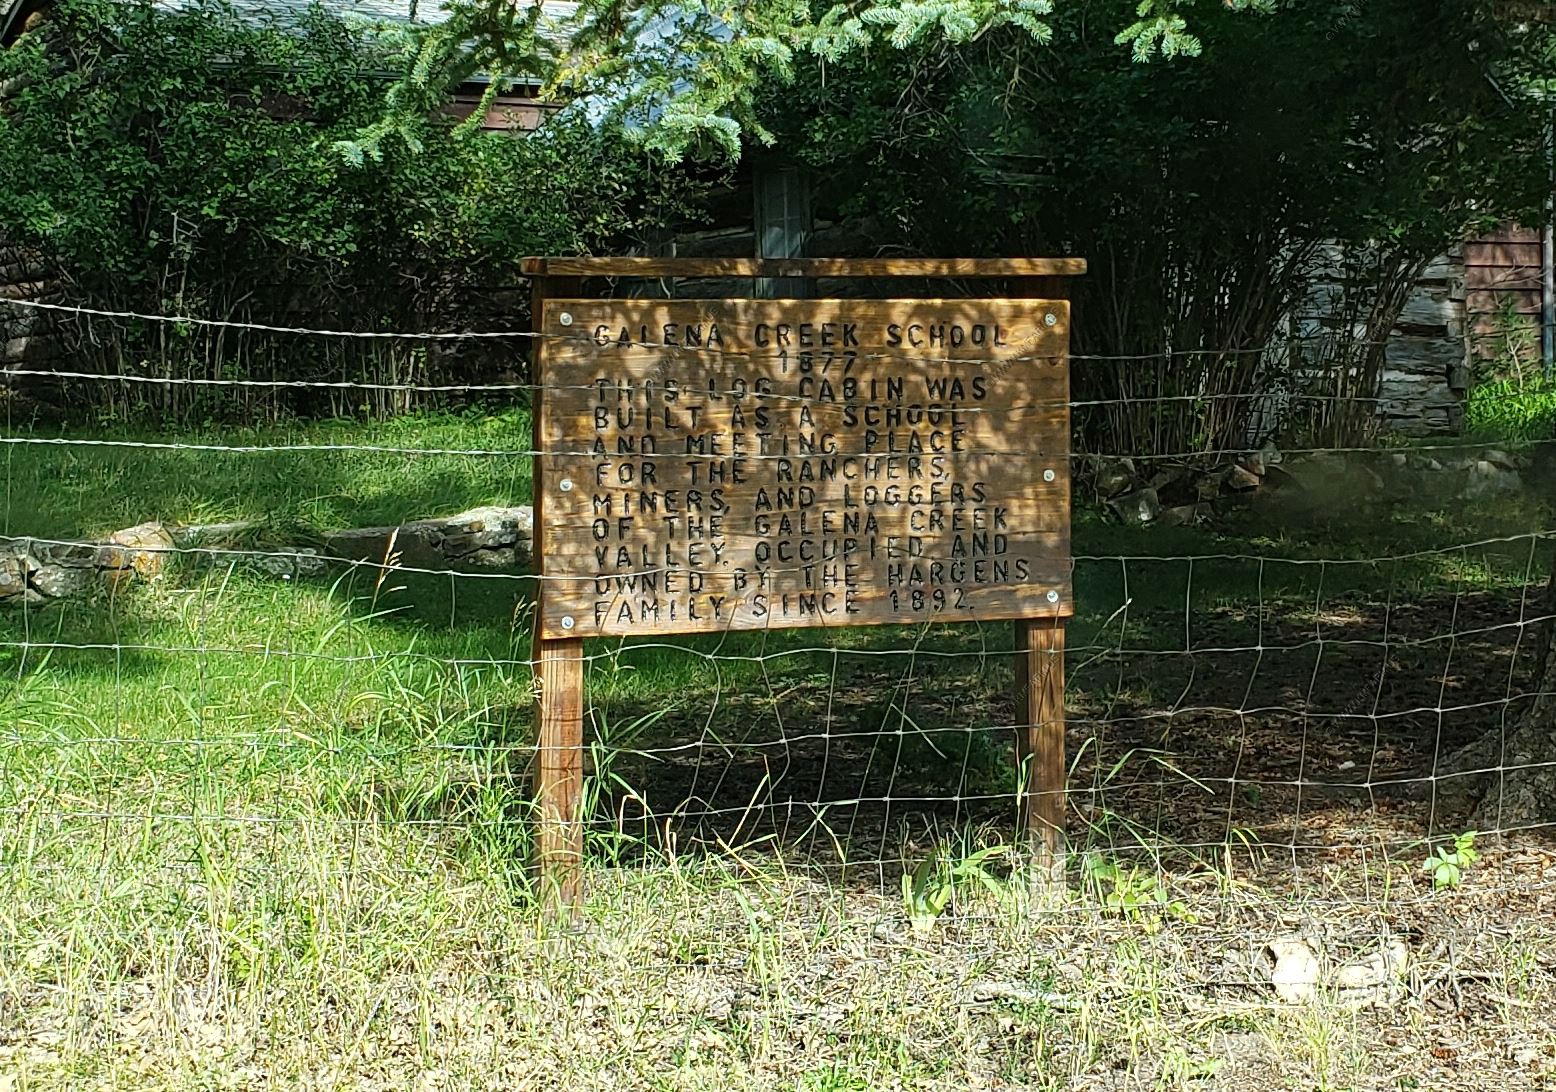 GALENA CREEK SCHOOL
1877
THIS LOG CABIN WAS
BUILT AS A SCHOOL
AND MEETING PLACE
FOR THE RANCHERS,
MINERS, AND LOGGERS
OF THE GALENA CREEK
VALLEY. OCCUPIED AND
OWNED BY THE HARGENS
FAMILY SINCE 1892.